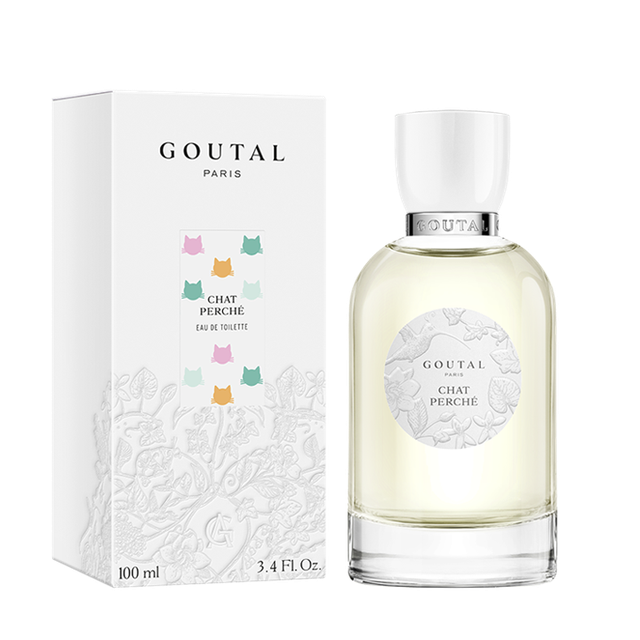 GOUTAL
PARIS
CHAT
PERCHÉ
EAU DE TOILETTE
100 ml
3.4 Fl. Oz.
GOUTAL
GOUTAL
PARIS
CHAT
PERCHÉ